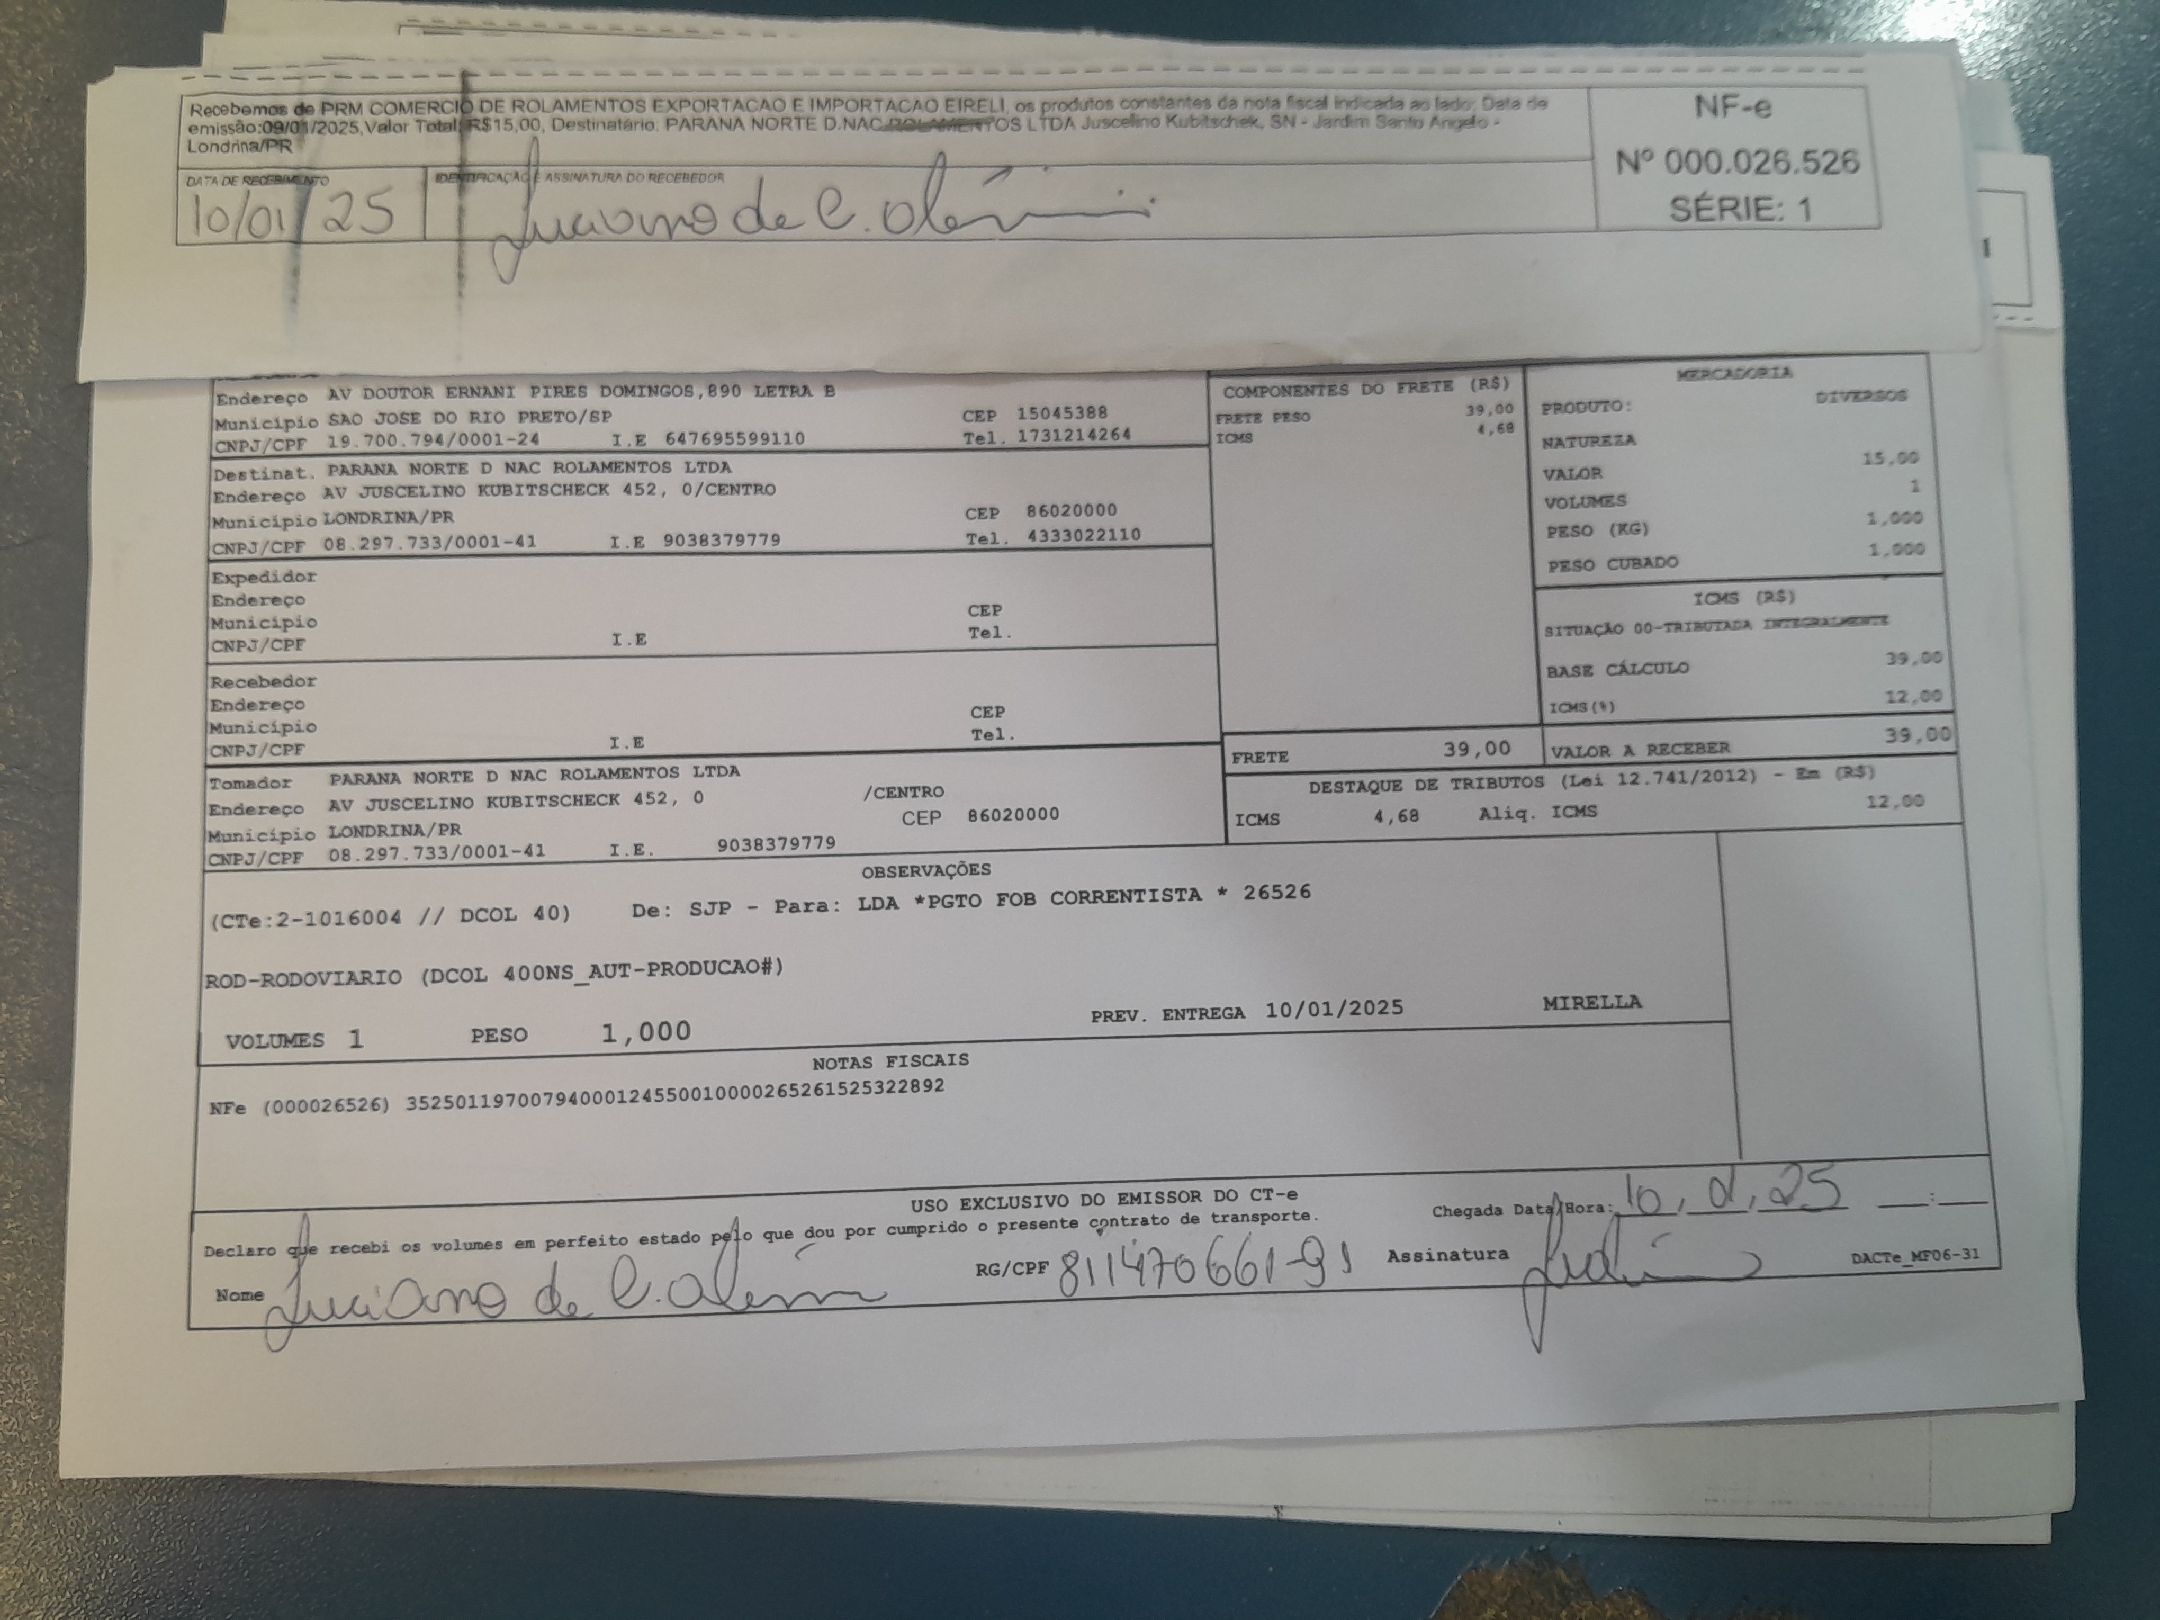 Recebemos de PRM COMERCIO DE ROLAMENTOS EXPORTACAO E IMPORTACAO EIRELI, os produtos constantes da nota fiscal indicada ao lado; Data de
emissão:09/01/2025,Valor Total: R$15,00, Destinatário: PARANA NORTE D.NAC ROLAMENTOS LTDA Juscelino Kubitschek, SN - Jardim Santo Angelo -
Londrina/PR
NF-e
Nº 000.026.526
SÉRIE: 1
DATA DE RECEBIMENTO
10/01/25
IDENTIFICAÇÃO E ASSINATURA DO RECEBEDOR
Luciano de C.
Endereço AV DOUTOR ERNANI PIRES DOMINGOS,890 LETRA B
Município SAO JOSE DO RIO PRETO/SP CEP 15045388
CNPJ/CPF 19.700.794/0001-24 I.E 647695599110 Tel. 1731214264
Destinat. PARANA NORTE D NAC ROLAMENTOS LTDA
Endereço AV JUSCELINO KUBITSCHECK 452, 0/CENTRO
Município LONDRINA/PR CEP 86020000
CNPJ/CPF 08.297.733/0001-41 I.E 9038379779 Tel. 4333022110
Expedidor
Endereço
Município CEP
CNPJ/CPF I.E Tel.
Recebedor
Endereço
Município CEP
CNPJ/CPF I.E Tel.
Tomador PARANA NORTE D NAC ROLAMENTOS LTDA
Endereço AV JUSCELINO KUBITSCHECK 452, 0 /CENTRO
Município LONDRINA/PR CEP 86020000
CNPJ/CPF 08.297.733/0001-41 I.E. 9038379779
COMPONENTES DO FRETE (R$)
FRETE PESO 39,00
ICMS 4,68
FRETE 39,00
MERCADORIA
PRODUTO: DIVERSOS
NATUREZA
VALOR 15,00
VOLUMES 1
PESO (KG) 1,000
PESO CUBADO 1,000
ICMS (R$)
SITUAÇÃO 00-TRIBUTADA INTEGRALMENTE
BASE CÁLCULO 39,00
ICMS(%) 12,00
VALOR A RECEBER 39,00
DESTAQUE DE TRIBUTOS (Lei 12.741/2012) - Em (R$)
ICMS 4,68 Aliq. ICMS 12,00
OBSERVAÇÕES
(CTe:2-1016004 // DCOL 40) De: SJP - Para: LDA *PGTO FOB CORRENTISTA * 26526
ROD-RODOVIARIO (DCOL 400NS_AUT-PRODUCAO#)
VOLUMES 1 PESO 1,000 PREV. ENTREGA 10/01/2025 MIRELLA
NOTAS FISCAIS
NFe (000026526) 35250119700794000124550010000265261525322892
USO EXCLUSIVO DO EMISSOR DO CT-e
Declaro que recebi os volumes em perfeito estado pelo que dou por cumprido o presente contrato de transporte.
Chegada Data/Hora: 10, 01, 25 __:__
Nome Luciano de C. RG/CPF 811470661-91 Assinatura
DACTe_MF06-31